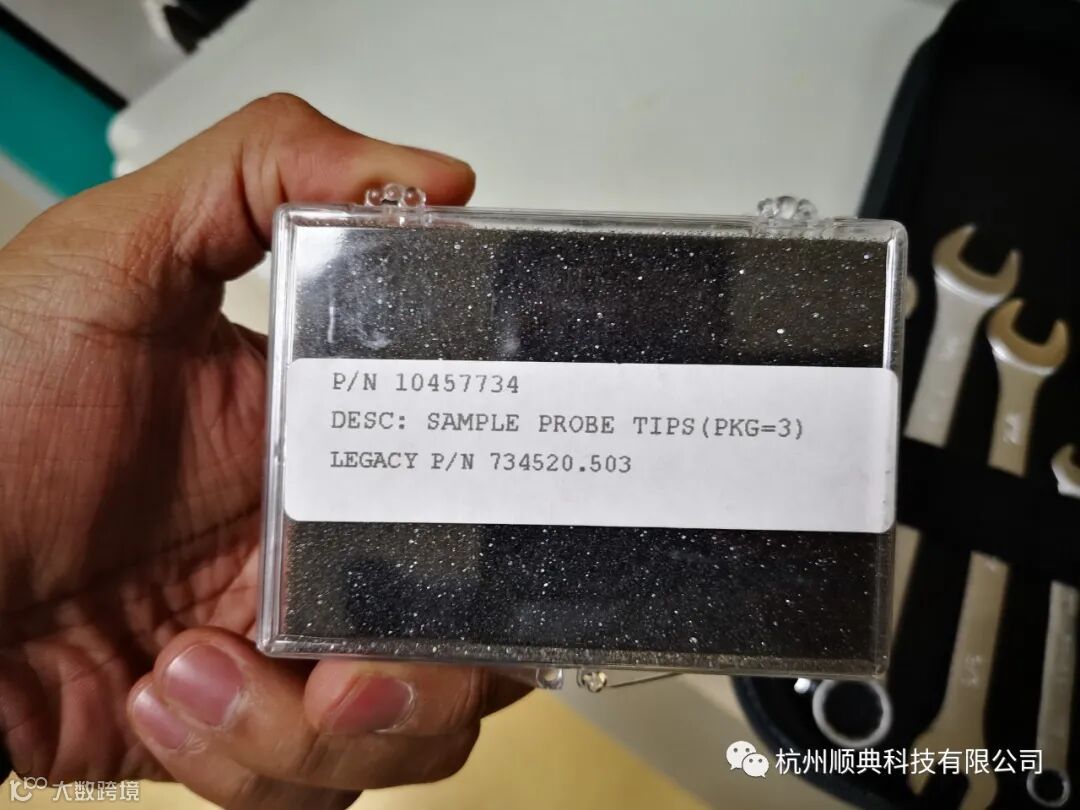 P/N 10457734
DESC: SAMPLE PROBE TIPS(PKG=3)
LEGACY P/N 734520.503
杭州顺典科技有限公司
大数跨境